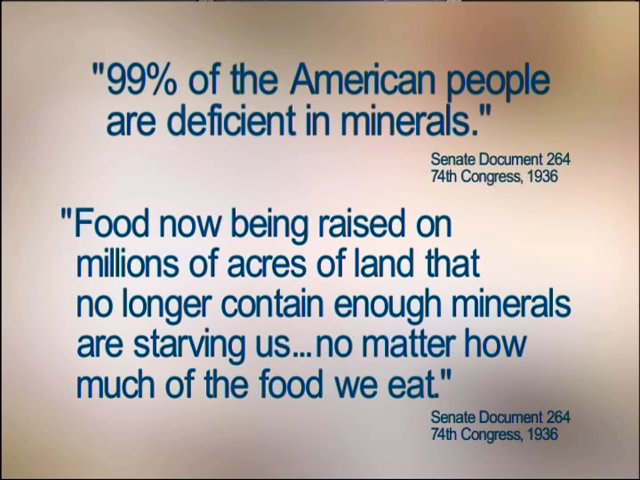 "99% of the American people
are deficient in minerals."
Senate Document 264
74th Congress, 1936
"Food now being raised on
millions of acres of land that
no longer contain enough minerals
are starving us...no matter how
much of the food we eat."
Senate Document 264
74th Congress, 1936